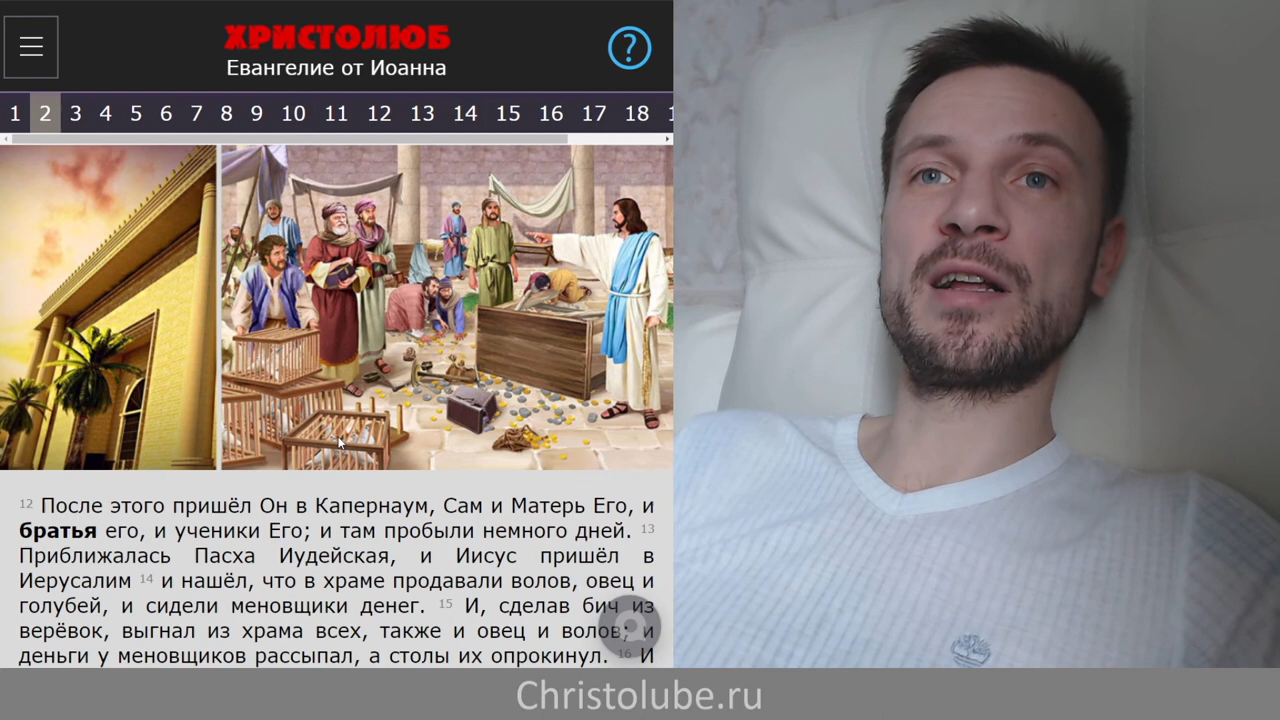 ХРИСТОЛЮБ
?
Евангелие от Иоанна
1 2 3 4 5 6 7 8 9 10 11 12 13 14 15 16 17 18
12 После этого пришёл Он в Капернаум, Сам и Матерь Его, и
братья его, и ученики Его; и там пробыли немного дней. 13
Приближалась Пасха Иудейская, и Иисус пришёл в
Иерусалим 14 и нашёл, что в храме продавали волов, овец и
голубей, и сидели меновщики денег. 15 И, сделав бич из
верёвок, выгнал из храма всех, также и овец и волов; и
деньги у меновщиков рассыпал, а столы их опрокинул. 16 И
Christolube.ru